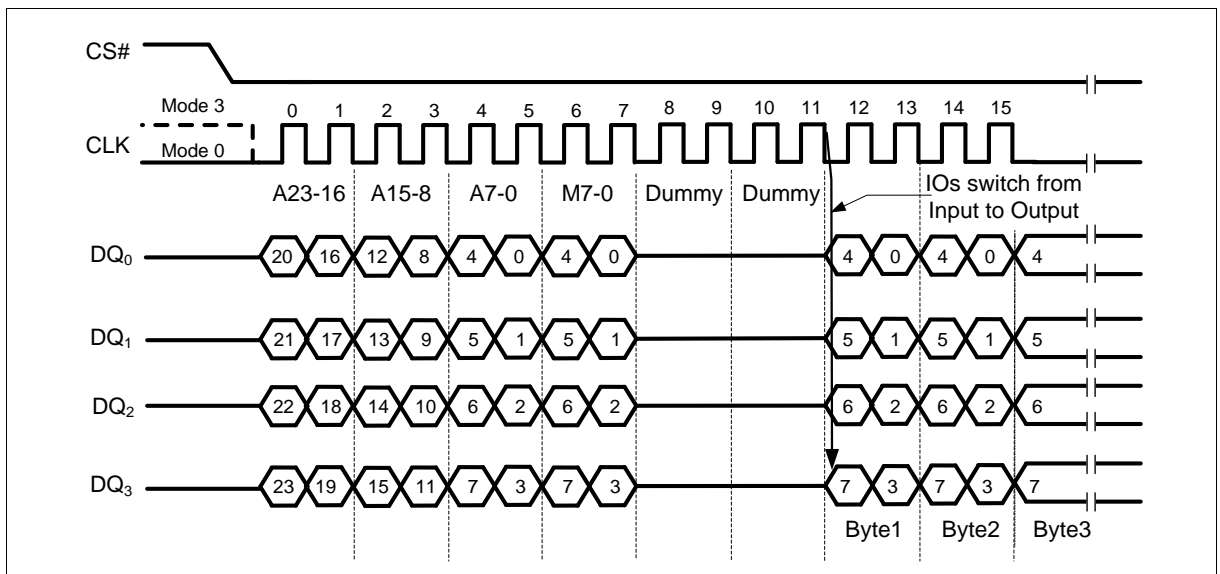 CS#
Mode 3
0 1 2 3 4 5 6 7 8 9 10 11 12 13 14 15
CLK
Mode 0
A23-16 A15-8 A7-0 M7-0 Dummy Dummy
IOs switch from
Input to Output
DQ₀ 20 16 12 8 4 0 4 0 4 0 4 0 4
DQ₁ 21 17 13 9 5 1 5 1 5 1 5 1 5
DQ₂ 22 18 14 10 6 2 6 2 6 2 6 2 6
DQ₃ 23 19 15 11 7 3 7 3 7 3 7 3 7
Byte1 Byte2 Byte3